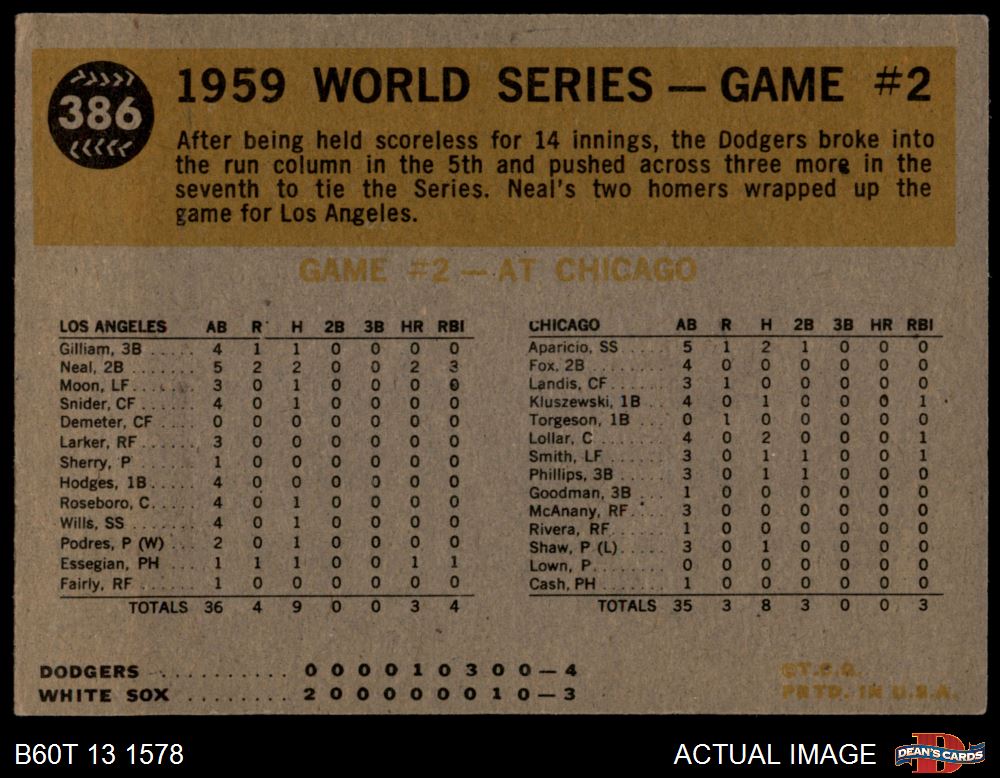 386
1959 WORLD SERIES — GAME #2
After being held scoreless for 14 innings, the Dodgers broke into
the run column in the 5th and pushed across three more in the
seventh to tie the Series. Neal's two homers wrapped up the
game for Los Angeles.
GAME #2 — AT CHICAGO
LOS ANGELES AB R H 2B 3B HR RBI
Gilliam, 3B ..... 4 1 1 0 0 0 0
Neal, 2B ....... 5 2 2 0 0 2 3
Moon, LF....... 3 0 1 0 0 0 0
Snider, CF ...... 4 0 1 0 0 0 0
Demeter, CF .... 0 0 0 0 0 0 0
Larker, RF ...... 3 0 0 0 0 0 0
Sherry, P ....... 1 0 0 0 0 0 0
Hodges, 1B..... 4 0 0 0 0 0 0
Roseboro, C.... 4 0 1 0 0 0 0
Wills, SS ....... 4 0 1 0 0 0 0
Podres, P (W) ... 2 0 1 0 0 0 0
Essegian, PH .... 1 1 1 0 0 1 1
Fairly, RF ...... 1 0 0 0 0 0 0
TOTALS 36 4 9 0 0 3 4
CHICAGO AB R H 2B 3B HR RBI
Aparicio, SS..... 5 1 2 1 0 0 0
Fox, 2B ........ 4 0 0 0 0 0 0
Landis, CF...... 3 1 0 0 0 0 0
Kluszewski, 1B .. 4 0 1 0 0 0 1
Torgeson, 1B ... 0 1 0 0 0 0 0
Lollar, C ....... 4 0 2 0 0 0 1
Smith, LF ...... 3 0 1 1 0 0 1
Phillips, 3B ..... 3 0 1 1 0 0 0
Goodman, 3B ... 1 0 0 0 0 0 0
McAnany, RF ... 3 0 0 0 0 0 0
Rivera, RF...... 1 0 0 0 0 0 0
Shaw, P (L)..... 3 0 1 0 0 0 0
Lown, P........ 0 0 0 0 0 0 0
Cash, PH ...... 1 0 0 0 0 0 0
TOTALS 35 3 8 3 0 0 3
DODGERS ............ 0 0 0 0 1 0 3 0 0 — 4
WHITE SOX .......... 2 0 0 0 0 0 0 1 0 — 3
©T.C.G.
PRTD. IN U.S.A.
B60T 13 1578
ACTUAL IMAGE
D
DEAN'S CARDS